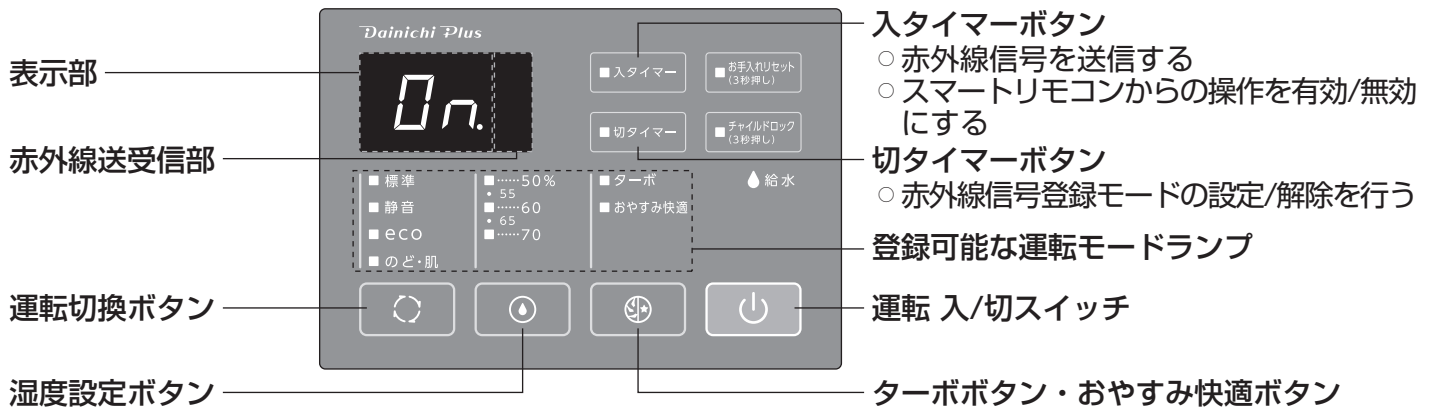 表示部
赤外線送受信部
運転切換ボタン
湿度設定ボタン
Dainichi Plus
On.
入タイマー
お手入れリセット
(3秒押し)
切タイマー
チャイルドロック
(3秒押し)
標準
静音
eco
のど・肌
……50%
・55
……60
・65
……70
ターボ
おやすみ快適
給水
入タイマーボタン
○赤外線信号を送信する
○スマートリモコンからの操作を有効/無効
にする
切タイマーボタン
○赤外線信号登録モードの設定/解除を行う
登録可能な運転モードランプ
運転 入/切スイッチ
ターボボタン・おやすみ快適ボタン